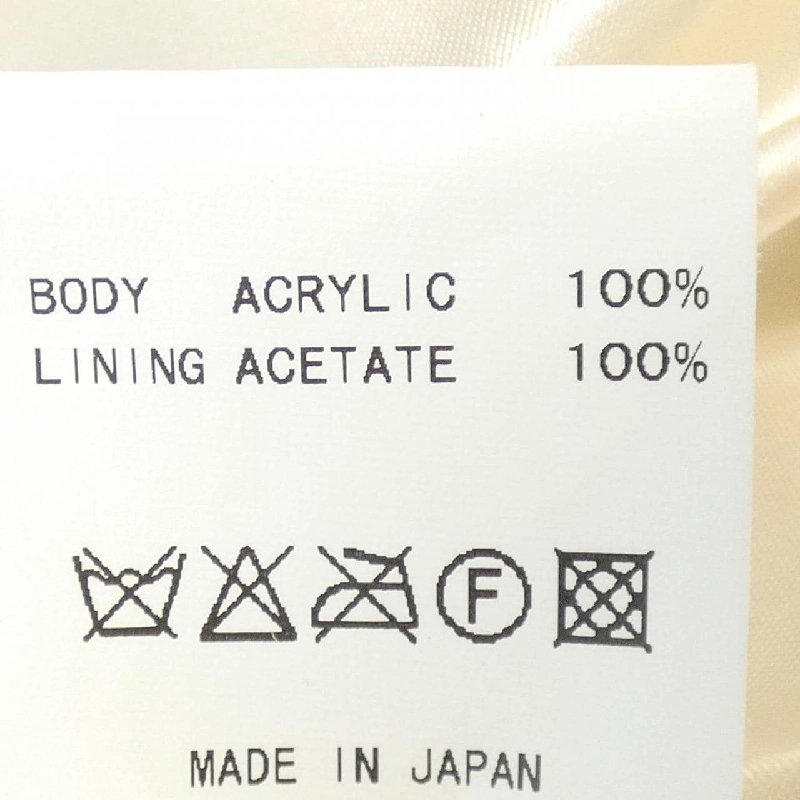 BODY ACRYLIC 100%
LINING ACETATE 100%
F
MADE IN JAPAN